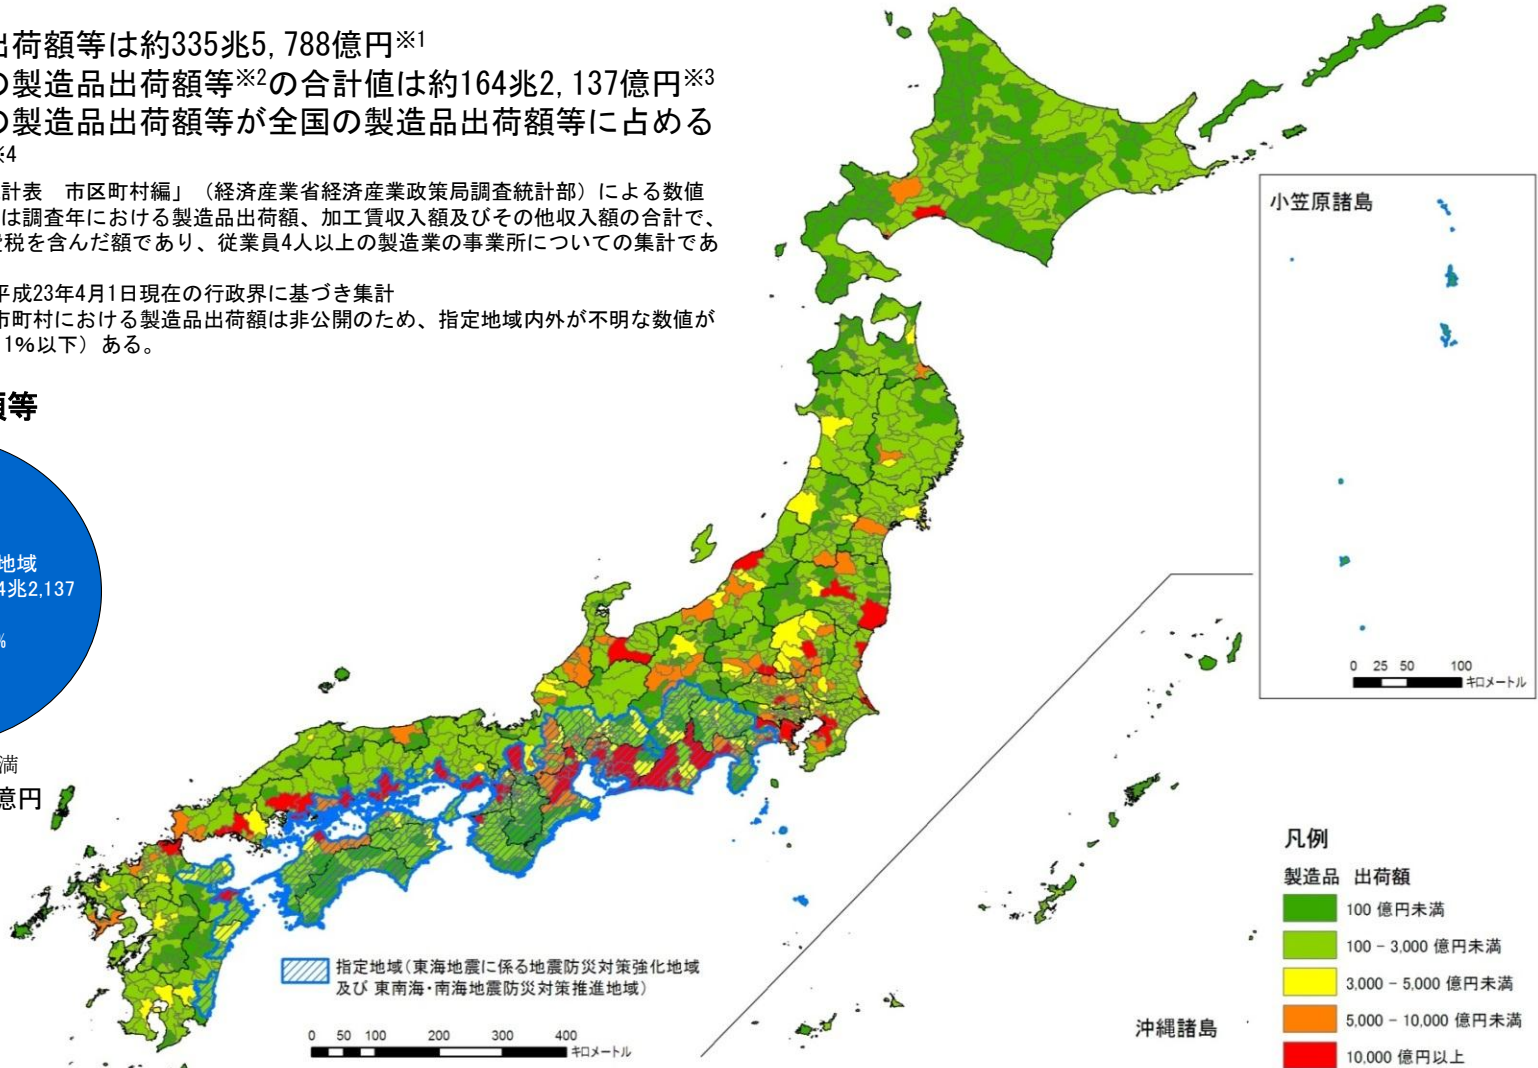 出荷額等は約335兆5,788億円※1
の製造品出荷額等※2の合計値は約164兆2,137億円※3
の製造品出荷額等が全国の製造品出荷額等に占める
※4
計表 市区町村編」（経済産業省経済産業政策局調査統計部）による数値
は調査年における製造品出荷額、加工賃収入額及びその他収入額の合計で、
費税を含んだ額であり、従業員4人以上の製造業の事業所についての集計であ
平成23年4月1日現在の行政界に基づき集計
市町村における製造品出荷額は非公開のため、指定地域内外が不明な数値が
1%以下）ある。
額等
地域
4兆2,137
%
満
億円
小笠原諸島
0 25 50 100
キロメートル
指定地域（東海地震に係る地震防災対策強化地域
及び 東南海・南海地震防災対策推進地域）
0 50 100 200 300 400
キロメートル
沖縄諸島
凡例
製造品 出荷額
100 億円未満
100 － 3,000 億円未満
3,000 － 5,000 億円未満
5,000 － 10,000 億円未満
10,000 億円以上